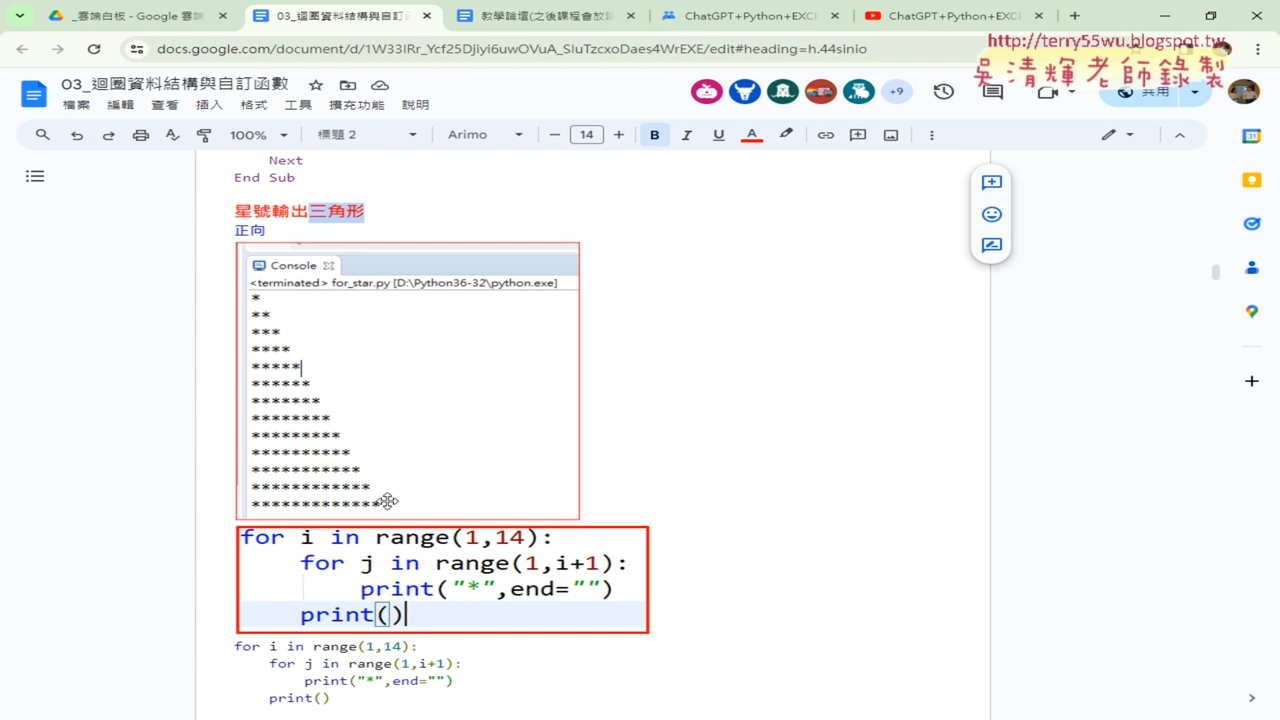 _雲端白板 - Google 雲端
03_迴圈資料結構與自訂函
教學論壇(之後課程會放
ChatGPT+Python+EXC
ChatGPT+Python+EXC
docs.google.com/document/d/1W33lRr_Ycf25Djiyi6uwOVuA_SIuTzcxoDaes4WrEXE/edit#heading=h.44sinio
http://terry55wu.blogspot.tw
吳清輝老師錄製
03_迴圈資料結構與自訂函數
檔案 編輯 查看 插入 格式 工具 擴充功能 說明
+9
共用
100% 標題 2 Arimo 14 B I U A
Next
End Sub
星號輸出三角形
正向
Console
<terminated> for_star.py [D:\Python36-32\python.exe]
*
**
***
****
*****
******
*******
********
*********
**********
***********
************
*************
for i in range(1,14):
for j in range(1,i+1):
print("*",end="")
print()
for i in range(1,14):
for j in range(1,i+1):
print("*",end="")
print()